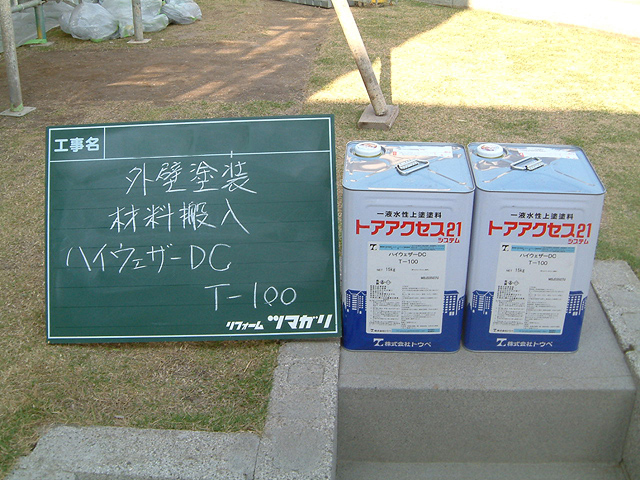 工事名
外壁塗装
材料搬入
ハイウェザーDC
T-100
リフォーム ツマガリ
一液水性上塗塗料
トアアクセス21
システム
ハイウェザーDC
T-100
15kg
株式会社トウペ
一液水性上塗塗料
トアアクセス21
システム
ハイウェザーDC
T-100
15kg
株式会社トウペ